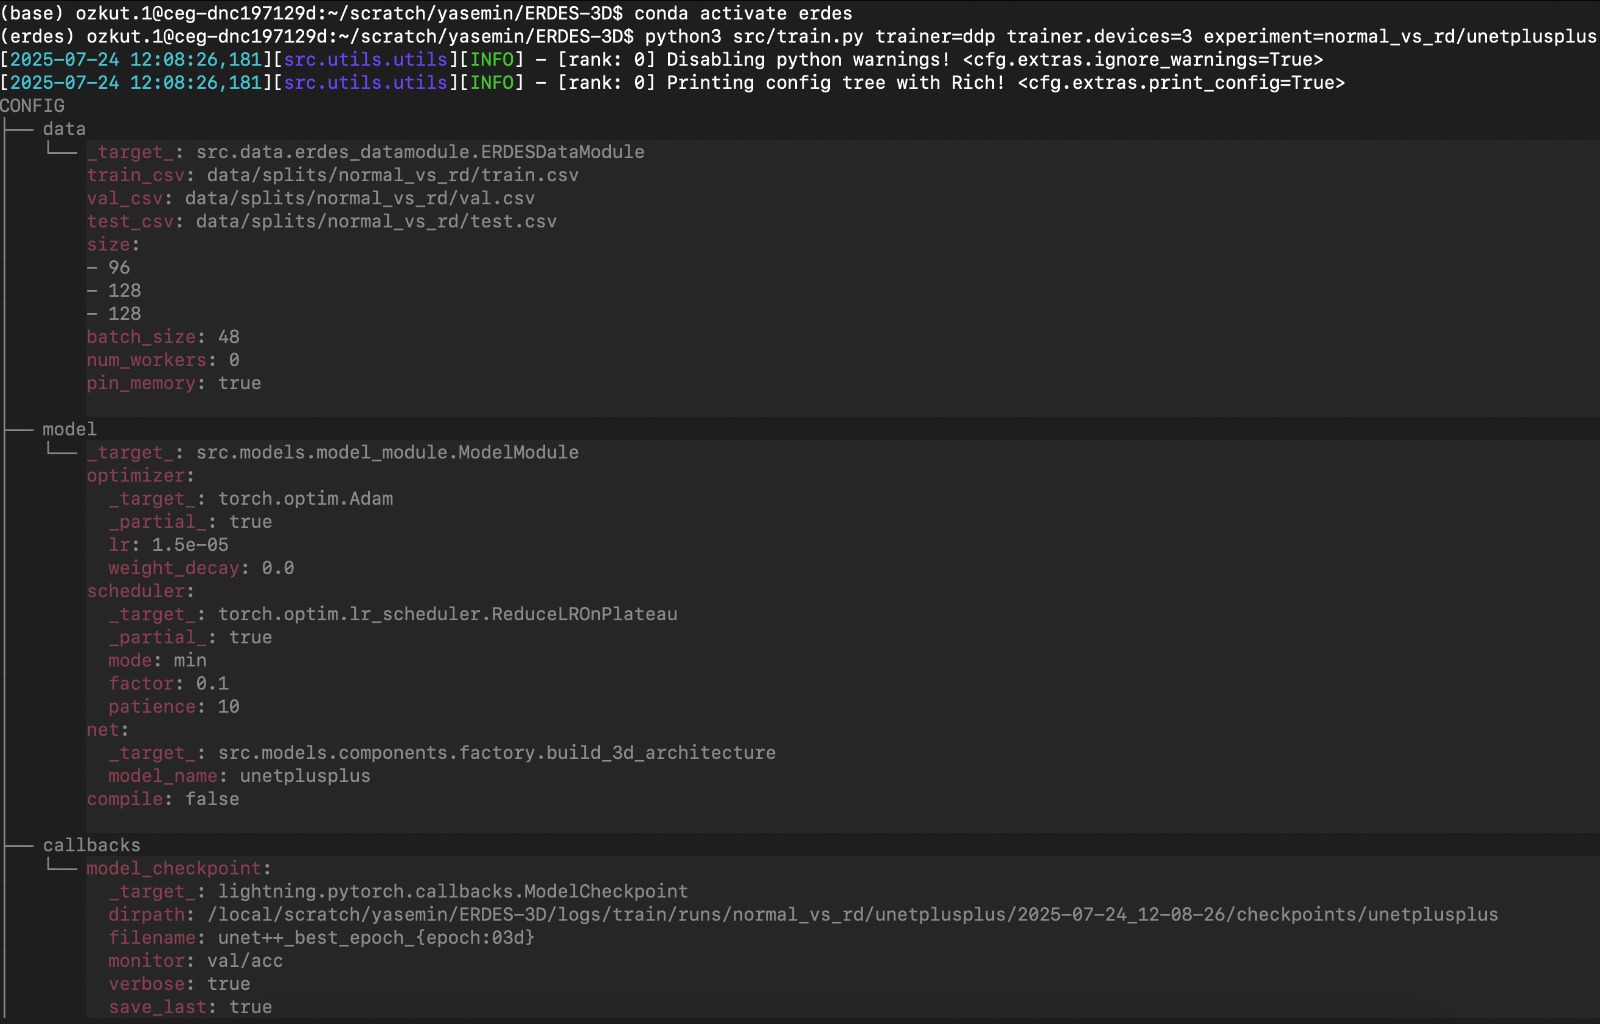 (base) ozkut.1@ceg-dnc197129d:~/scratch/yasemin/ERDES-3D$ conda activate erdes
(erdes) ozkut.1@ceg-dnc197129d:~/scratch/yasemin/ERDES-3D$ python3 src/train.py trainer=ddp trainer.devices=3 experiment=normal_vs_rd/unetplusplus
[2025-07-24 12:08:26,181][src.utils.utils][INFO] - [rank: 0] Disabling python warnings! <cfg.extras.ignore_warnings=True>
[2025-07-24 12:08:26,181][src.utils.utils][INFO] - [rank: 0] Printing config tree with Rich! <cfg.extras.print_config=True>
CONFIG
├── data
│   └── _target_: src.data.erdes_datamodule.ERDESDataModule
│       train_csv: data/splits/normal_vs_rd/train.csv
│       val_csv: data/splits/normal_vs_rd/val.csv
│       test_csv: data/splits/normal_vs_rd/test.csv
│       size:
│       - 96
│       - 128
│       - 128
│       batch_size: 48
│       num_workers: 0
│       pin_memory: true
│
├── model
│   └── _target_: src.models.model_module.ModelModule
│       optimizer:
│         _target_: torch.optim.Adam
│         _partial_: true
│         lr: 1.5e-05
│         weight_decay: 0.0
│       scheduler:
│         _target_: torch.optim.lr_scheduler.ReduceLROnPlateau
│         _partial_: true
│         mode: min
│         factor: 0.1
│         patience: 10
│       net:
│         _target_: src.models.components.factory.build_3d_architecture
│         model_name: unetplusplus
│       compile: false
│
├── callbacks
│   └── model_checkpoint:
│         _target_: lightning.pytorch.callbacks.ModelCheckpoint
│         dirpath: /local/scratch/yasemin/ERDES-3D/logs/train/runs/normal_vs_rd/unetplusplus/2025-07-24_12-08-26/checkpoints/unetplusplus
│         filename: unet++_best_epoch_{epoch:03d}
│         monitor: val/acc
│         verbose: true
│         save_last: true